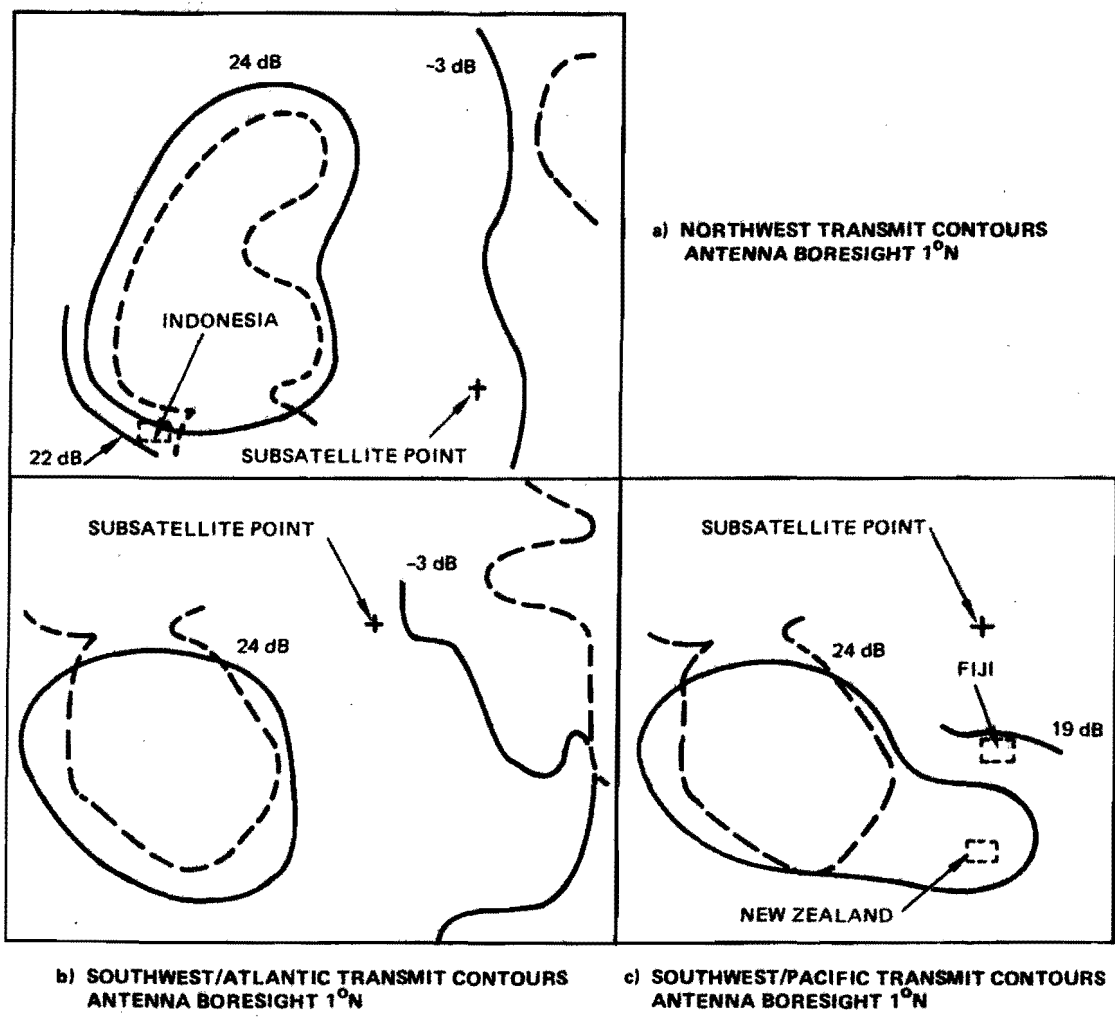 24 dB
-3 dB
a) NORTHWEST TRANSMIT CONTOURS
ANTENNA BORESIGHT 1°N
INDONESIA
22 dB
SUBSATELLITE POINT
SUBSATELLITE POINT
-3 dB
24 dB
SUBSATELLITE POINT
24 dB
FIJI
19 dB
NEW ZEALAND
b) SOUTHWEST/ATLANTIC TRANSMIT CONTOURS
ANTENNA BORESIGHT 1°N
c) SOUTHWEST/PACIFIC TRANSMIT CONTOURS
ANTENNA BORESIGHT 1°N